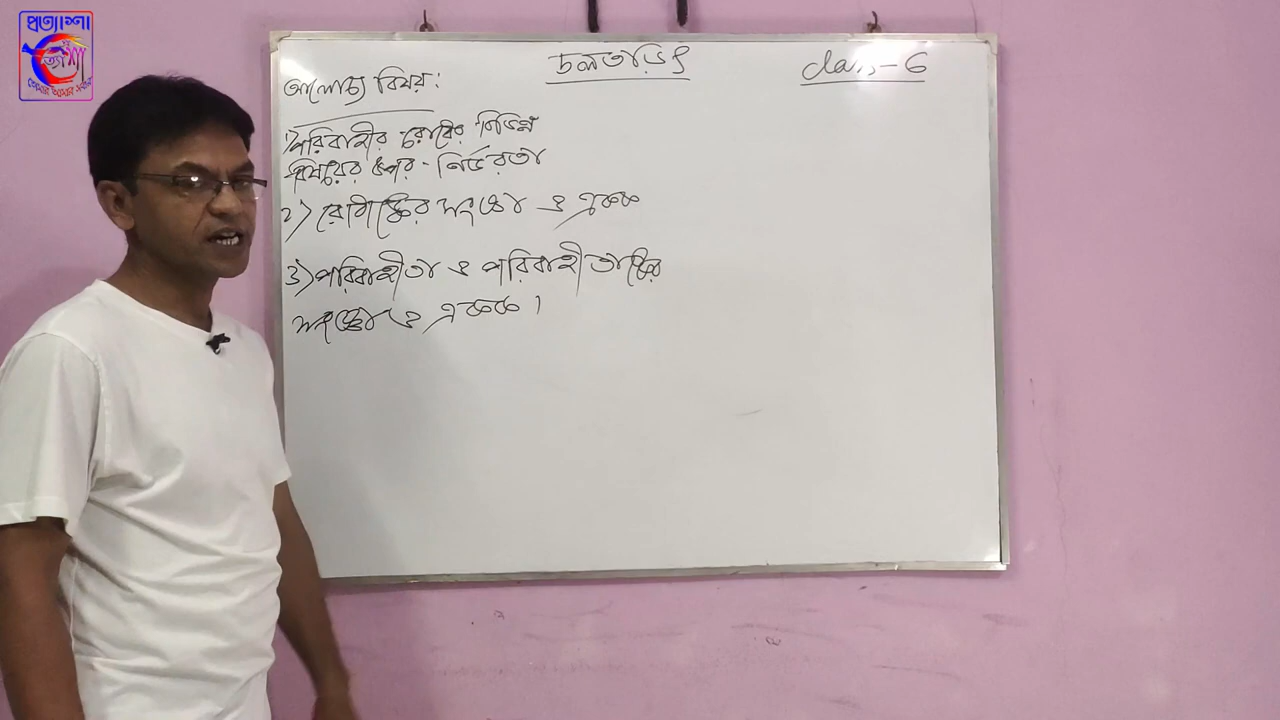 প্রত্যাশা
চলতড়িৎ
class-6
আলোচ্য বিষয়:
১) পরিবাহীর রোধের বিভিন্ন
বিষয়ের উপর নির্ভরতা
২) রোধাঙ্কের সংজ্ঞা ও একক
৩) পরিবাহীতা ও পরিবাহীতাঙ্কের
সংজ্ঞা ও একক।